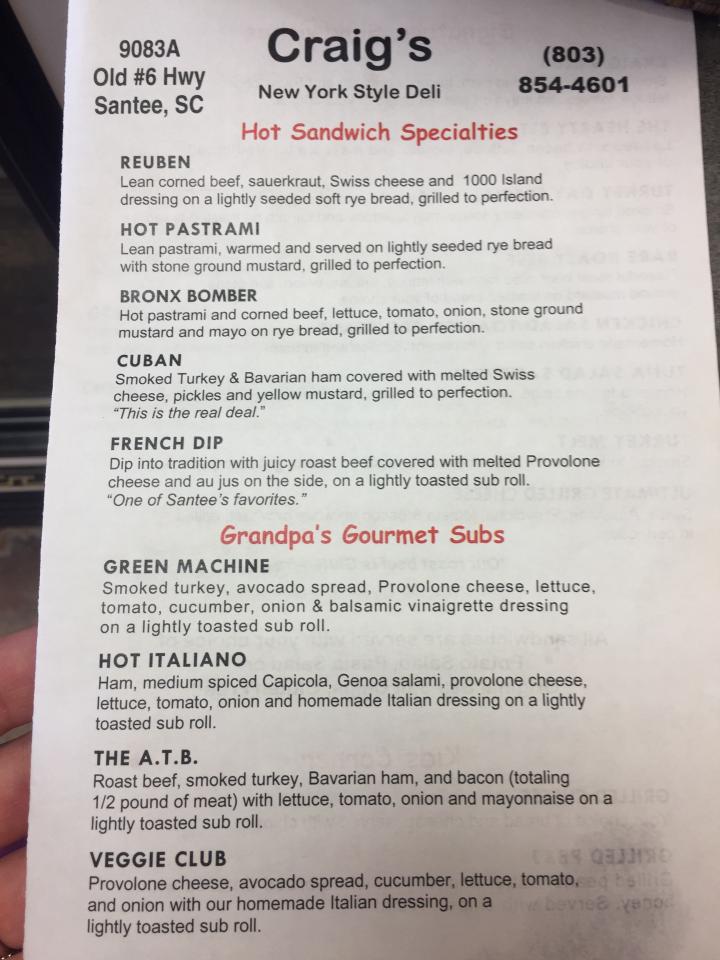 9083A
Old #6 Hwy
Santee, SC
Craig's
New York Style Deli
(803)
854-4601
Hot Sandwich Specialties
REUBEN
Lean corned beef, sauerkraut, Swiss cheese and 1000 Island
dressing on a lightly seeded soft rye bread, grilled to perfection.
HOT PASTRAMI
Lean pastrami, warmed and served on lightly seeded rye bread
with stone ground mustard, grilled to perfection.
BRONX BOMBER
Hot pastrami and corned beef, lettuce, tomato, onion, stone ground
mustard and mayo on rye bread, grilled to perfection.
CUBAN
Smoked Turkey & Bavarian ham covered with melted Swiss
cheese, pickles and yellow mustard, grilled to perfection.
"This is the real deal."
FRENCH DIP
Dip into tradition with juicy roast beef covered with melted Provolone
cheese and au jus on the side, on a lightly toasted sub roll.
"One of Santee's favorites."
Grandpa's Gourmet Subs
GREEN MACHINE
Smoked turkey, avocado spread, Provolone cheese, lettuce,
tomato, cucumber, onion & balsamic vinaigrette dressing
on a lightly toasted sub roll.
HOT ITALIANO
Ham, medium spiced Capicola, Genoa salami, provolone cheese,
lettuce, tomato, onion and homemade Italian dressing on a lightly
toasted sub roll.
THE A.T.B.
Roast beef, smoked turkey, Bavarian ham, and bacon (totaling
1/2 pound of meat) with lettuce, tomato, onion and mayonnaise on a
lightly toasted sub roll.
VEGGIE CLUB
Provolone cheese, avocado spread, cucumber, lettuce, tomato,
and onion with our homemade Italian dressing, on a
lightly toasted sub roll.